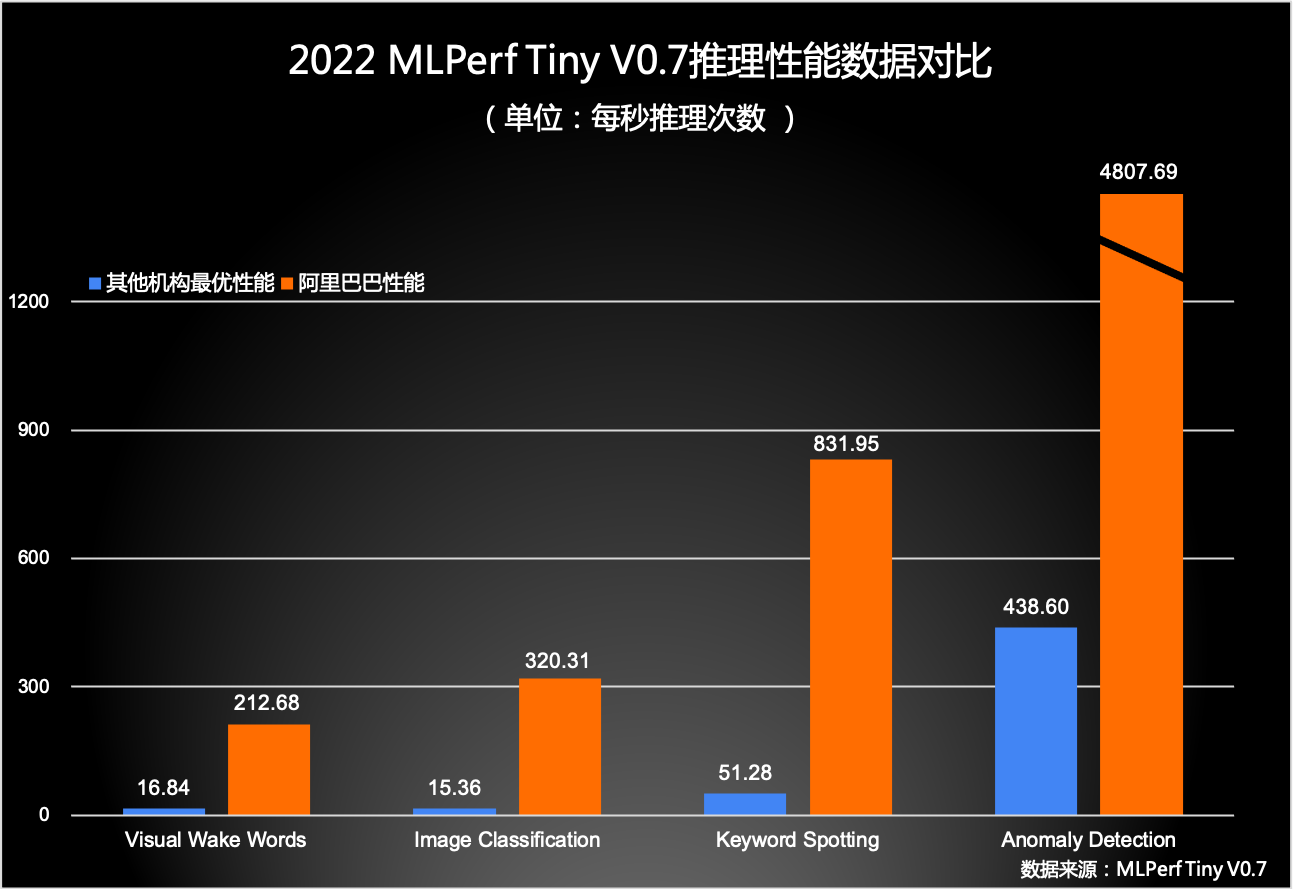 2022 MLPerf Tiny V0.7推理性能数据对比
（单位：每秒推理次数 ）
4807.69
其他机构最优性能 阿里巴巴性能
1200
900
831.95
600
438.60
320.31
300
212.68
51.28
16.84
15.36
0
Visual Wake Words Image Classification Keyword Spotting Anomaly Detection
数据来源：MLPerf Tiny V0.7